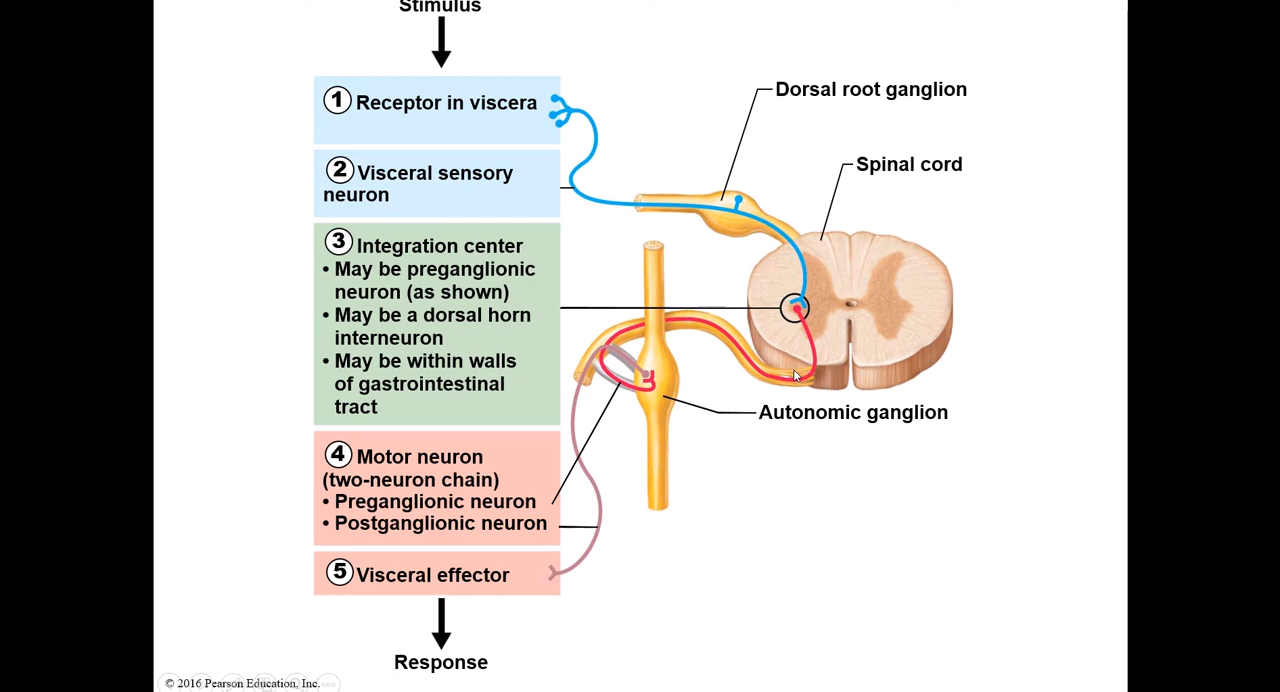 Stimulus
1 Receptor in viscera
2 Visceral sensory
neuron
3 Integration center
• May be preganglionic
neuron (as shown)
• May be a dorsal horn
interneuron
• May be within walls
of gastrointestinal
tract
4 Motor neuron
(two-neuron chain)
• Preganglionic neuron
• Postganglionic neuron
5 Visceral effector
Response
Dorsal root ganglion
Spinal cord
Autonomic ganglion
© 2016 Pearson Education, Inc.